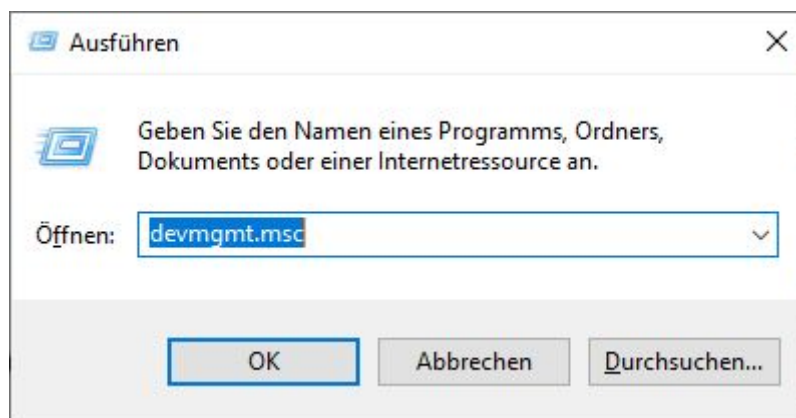 Ausführen
Geben Sie den Namen eines Programms, Ordners,
Dokuments oder einer Internetressource an.
Öffnen: devmgmt.msc
OK Abbrechen Durchsuchen...